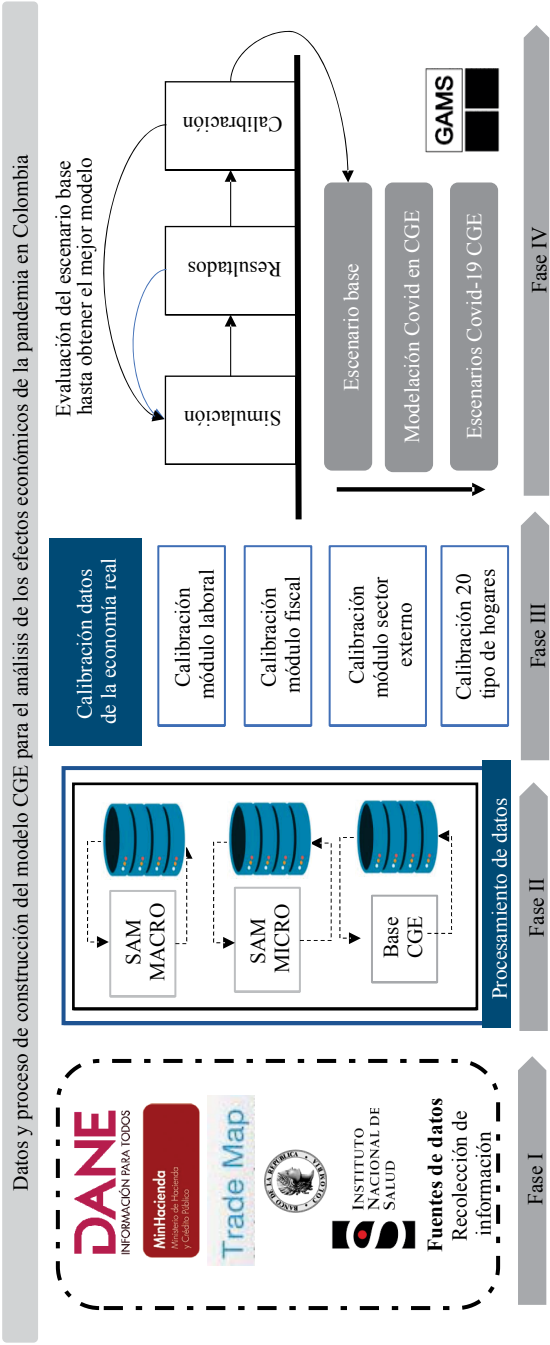 Datos y proceso de construcción del modelo CGE para el análisis de los efectos económicos de la pandemia en Colombia
DANE
INFORMACIÓN PARA TODOS
MinHacienda
Ministerio de Hacienda
y Crédito Público
Trade Map
BANCO DE LA REPUBLICA
INSTITUTO
NACIONAL DE
SALUD
Fuentes de datos
Recolección de
información
Fase I
SAM
MACRO
SAM
MICRO
Base
CGE
Procesamiento de datos
Fase II
Calibración datos
de la economía real
Calibración
módulo laboral
Calibración
módulo fiscal
Calibración
módulo sector
externo
Calibración 20
tipo de hogares
Fase III
Evaluación del escenario base
hasta obtener el mejor modelo
Simulación
Resultados
Calibración
Escenario base
Modelación Covid en CGE
Escenarios Covid-19 CGE
GAMS
Fase IV